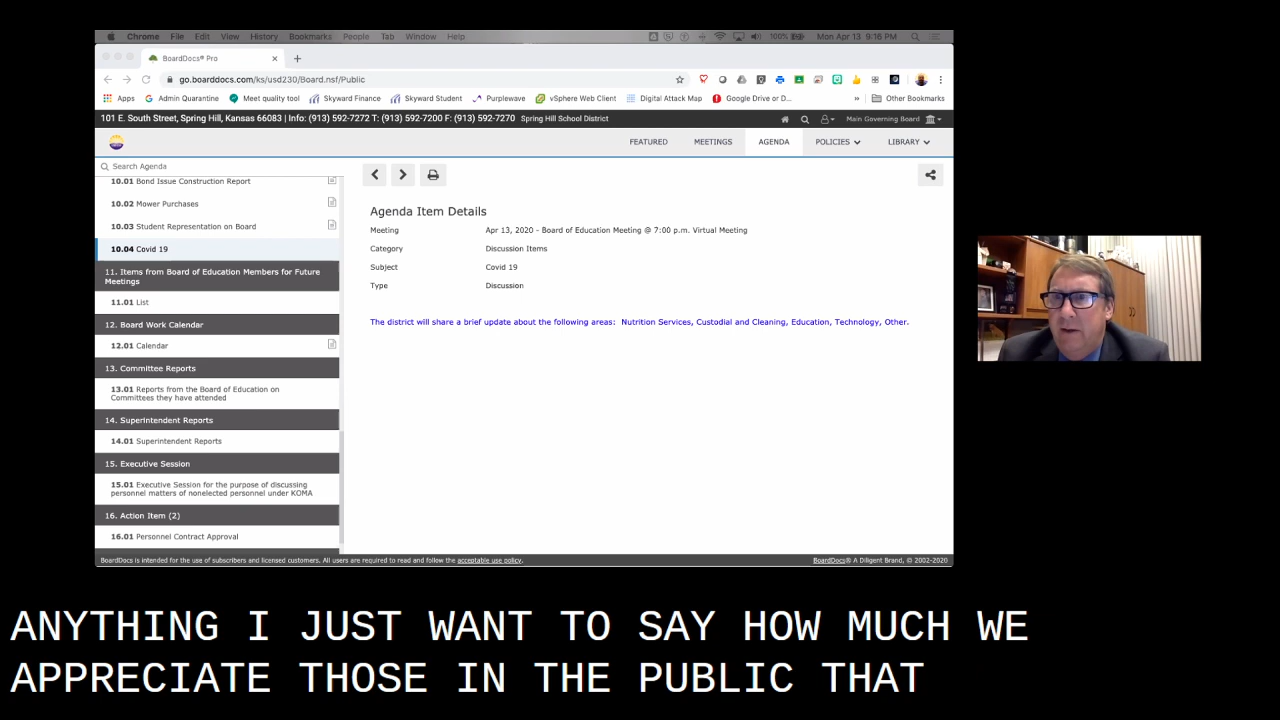 Chrome File Edit View History Bookmarks People Tab Window Help 100% Mon Apr 13 9:16 PM
BoardDocs® Pro
go.boarddocs.com/ks/usd230/Board.nsf/Public
Apps Admin Quarantine Meet quality tool Skyward Finance Skyward Student Purplewave vSphere Web Client Digital Attack Map Google Drive or D... » Other Bookmarks
101 E. South Street, Spring Hill, Kansas 66083 | Info: (913) 592-7272 T: (913) 592-7200 F: (913) 592-7270 Spring Hill School District Main Governing Board
FEATURED MEETINGS AGENDA POLICIES LIBRARY
Search Agenda
10.01 Bond Issue Construction Report
10.02 Mower Purchases
10.03 Student Representation on Board
10.04 Covid 19
11. Items from Board of Education Members for Future
Meetings
11.01 List
12. Board Work Calendar
12.01 Calendar
13. Committee Reports
13.01 Reports from the Board of Education on
Committees they have attended
14. Superintendent Reports
14.01 Superintendent Reports
15. Executive Session
15.01 Executive Session for the purpose of discussing
personnel matters of nonelected personnel under KOMA
16. Action Item (2)
16.01 Personnel Contract Approval
Agenda Item Details
Meeting Apr 13, 2020 - Board of Education Meeting @ 7:00 p.m. Virtual Meeting
Category Discussion Items
Subject Covid 19
Type Discussion
The district will share a brief update about the following areas: Nutrition Services, Custodial and Cleaning, Education, Technology, Other.
BoardDocs is intended for the use of subscribers and licensed customers. All users are required to read and follow the acceptable use policy. BoardDocs® A Diligent Brand, © 2002-2020
ANYTHING I JUST WANT TO SAY HOW MUCH WE
APPRECIATE THOSE IN THE PUBLIC THAT